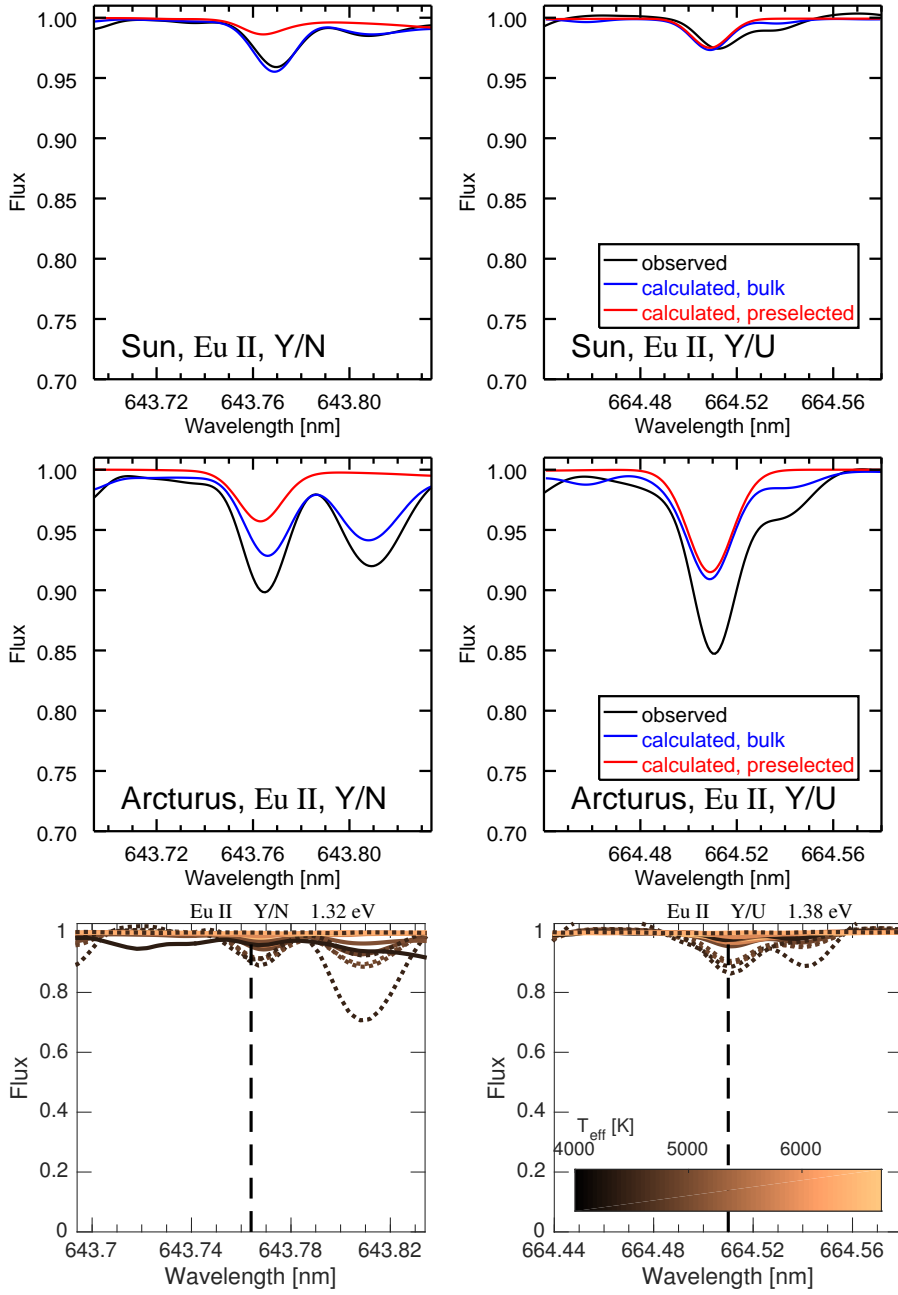 1.00
0.95
0.90
0.85
0.80
0.75
0.70
Flux
Sun, Eu II, Y/N
643.72 643.76 643.80
Wavelength [nm]
1.00
0.95
0.90
0.85
0.80
0.75
0.70
Flux
observed
calculated, bulk
calculated, preselected
Sun, Eu II, Y/U
664.48 664.52 664.56
Wavelength [nm]
1.00
0.95
0.90
0.85
0.80
0.75
0.70
Flux
Arcturus, Eu II, Y/N
643.72 643.76 643.80
Wavelength [nm]
1.00
0.95
0.90
0.85
0.80
0.75
0.70
Flux
observed
calculated, bulk
calculated, preselected
Arcturus, Eu II, Y/U
664.48 664.52 664.56
Wavelength [nm]
Eu II Y/N 1.32 eV
1
0.8
0.6
0.4
0.2
0
Flux
643.7 643.74 643.78 643.82
Wavelength [nm]
Eu II Y/U 1.38 eV
1
0.8
0.6
0.4
0.2
0
Flux
T_eff [K]
4000 5000 6000
664.44 664.48 664.52 664.56
Wavelength [nm]